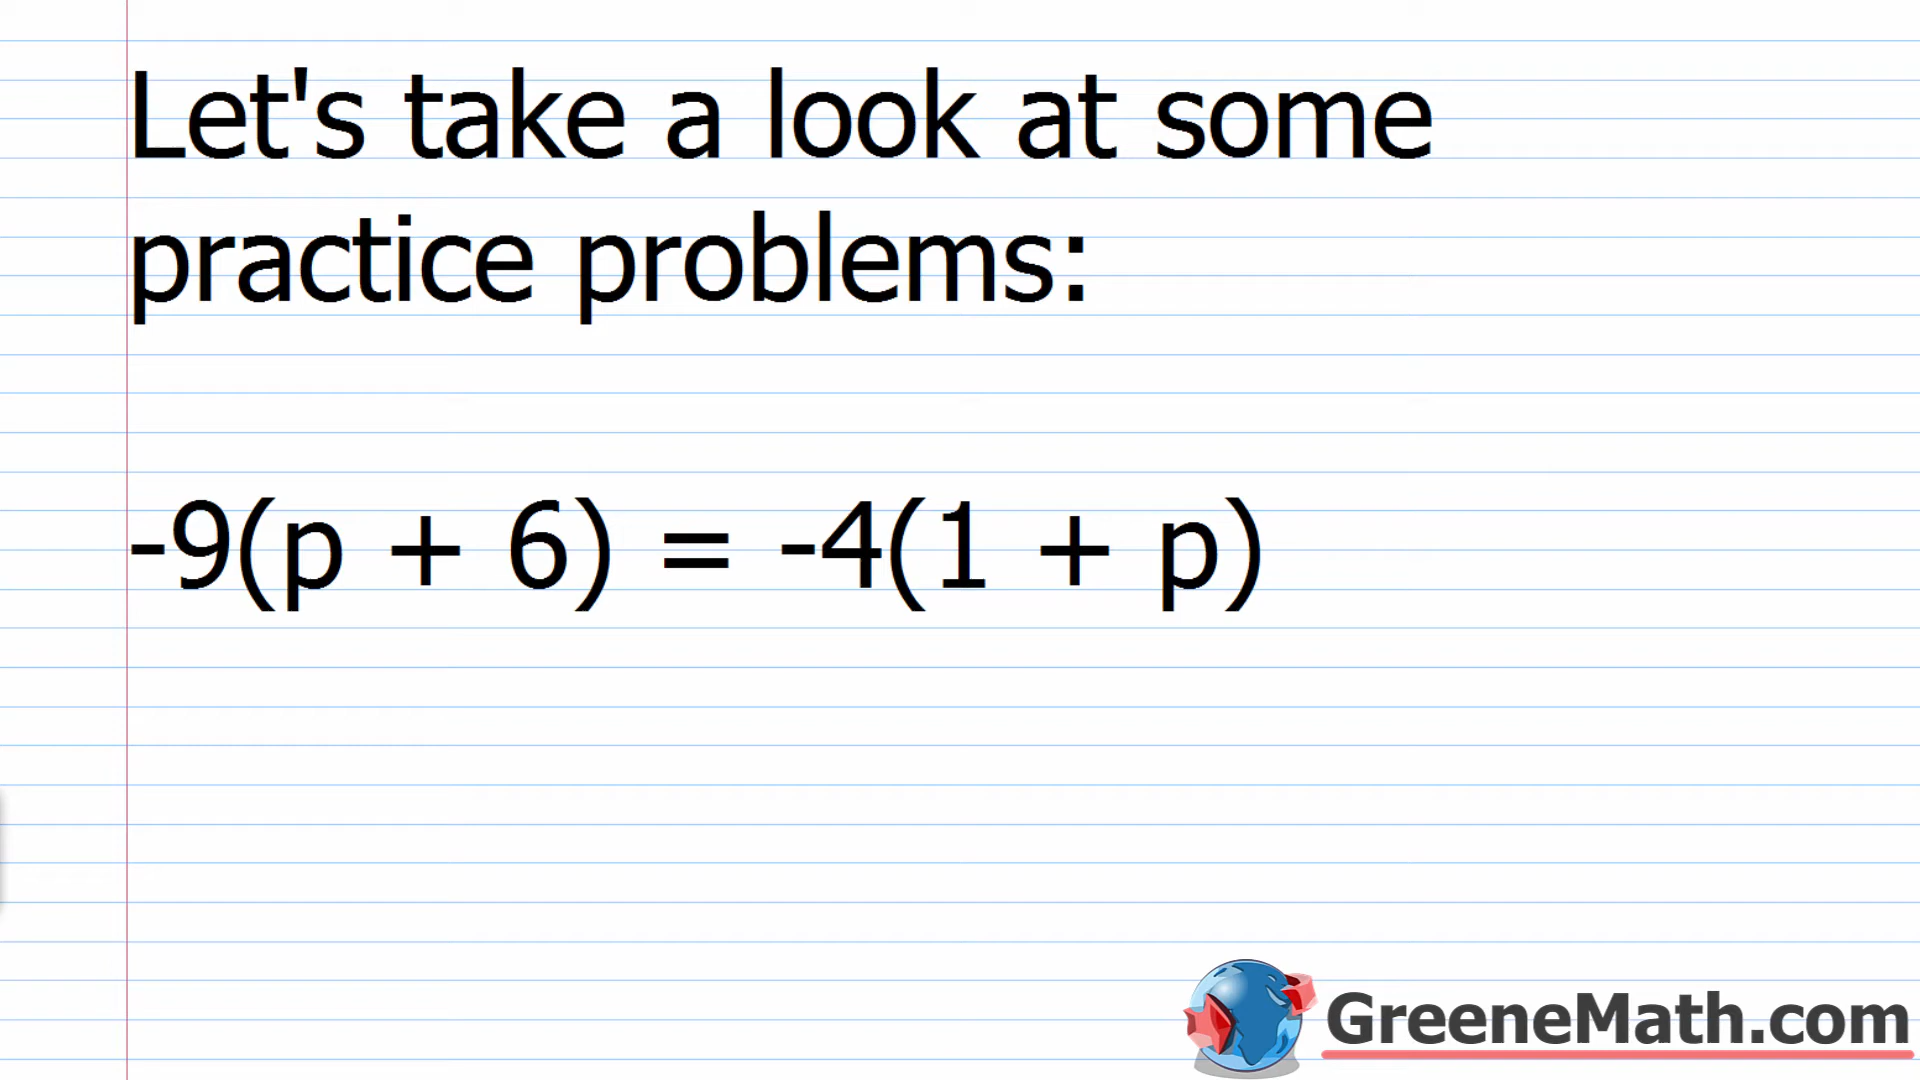 Let's take a look at some
practice problems:
-9(p + 6) = -4(1 + p)
GreeneMath.com